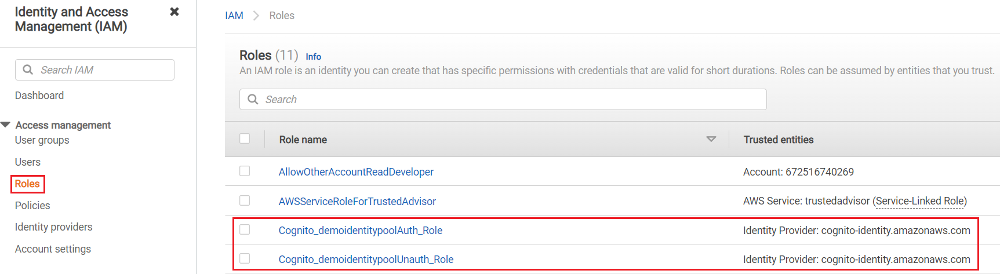 Identity and Access
Management (IAM)
Search IAM
Dashboard
Access management
User groups
Users
Roles
Policies
Identity providers
Account settings
IAM > Roles
Roles (11) Info
An IAM role is an identity you can create that has specific permissions with credentials that are valid for short durations. Roles can be assumed by entities that you trust.
Search
Role name Trusted entities
AllowOtherAccountReadDeveloper Account: 672516740269
AWSServiceRoleForTrustedAdvisor AWS Service: trustedadvisor (Service-Linked Role)
Cognito_demoidentitypoolAuth_Role Identity Provider: cognito-identity.amazonaws.com
Cognito_demoidentitypoolUnauth_Role Identity Provider: cognito-identity.amazonaws.com